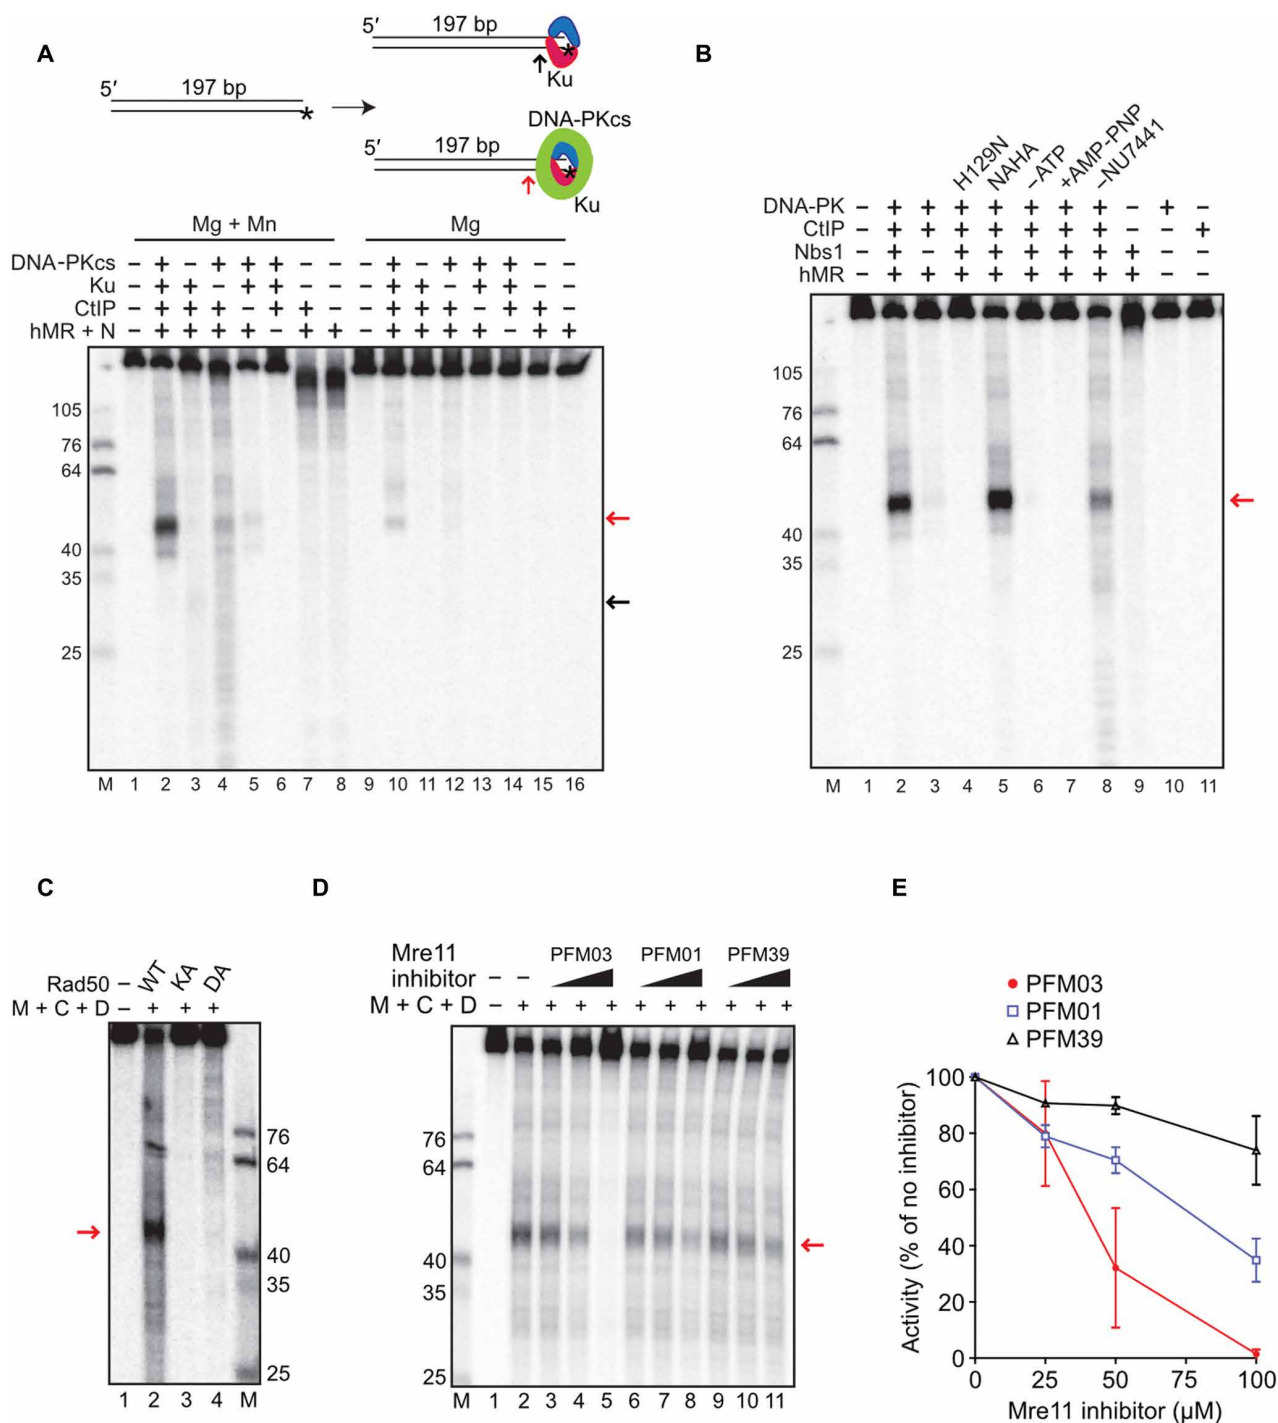 A
5′ 197 bp *
5′ 197 bp *
Ku
DNA-PKcs
5′ 197 bp *
Ku
Mg + Mn Mg
DNA-PKcs − + − + + + − − − + − + + + − −
Ku − + + − + + − − − + + − + + − −
CtIP − + + + − + + − − + + + − + + −
hMR + N − + + + + − + + − + + + + − + +
105
76
64
40
35
25
M 1 2 3 4 5 6 7 8 9 10 11 12 13 14 15 16
B
H129N NAHA −ATP +AMP-PNP −NU7441
DNA-PK − + + + + + + + − + −
CtIP − + + + + + + + − − +
Nbs1 − + − + + + + + + − −
hMR − + + + + + + + + − −
105
76
64
40
35
25
M 1 2 3 4 5 6 7 8 9 10 11
C
Rad50 − WT KA DA
M + C + D − + + +
76
64
40
35
25
1 2 3 4 M
D
Mre11 inhibitor − − PFM03 PFM01 PFM39
M + C + D − + + + + + + + + + +
76
64
40
35
25
M 1 2 3 4 5 6 7 8 9 10 11
E
PFM03
PFM01
PFM39
Activity (% of no inhibitor)
100
80
60
40
20
0
0 25 50 75 100
Mre11 inhibitor (µM)